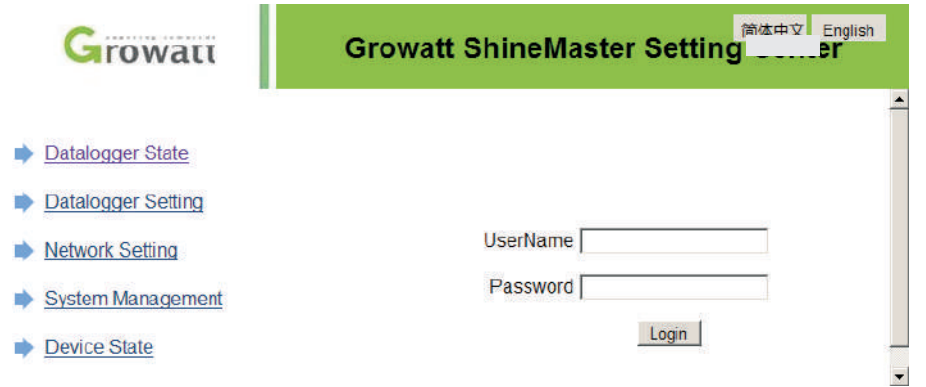 Growatt
Growatt ShineMaster Setting Center
简体中文
English
Datalogger State
Datalogger Setting
Network Setting
System Management
Device State
UserName
Password
Login